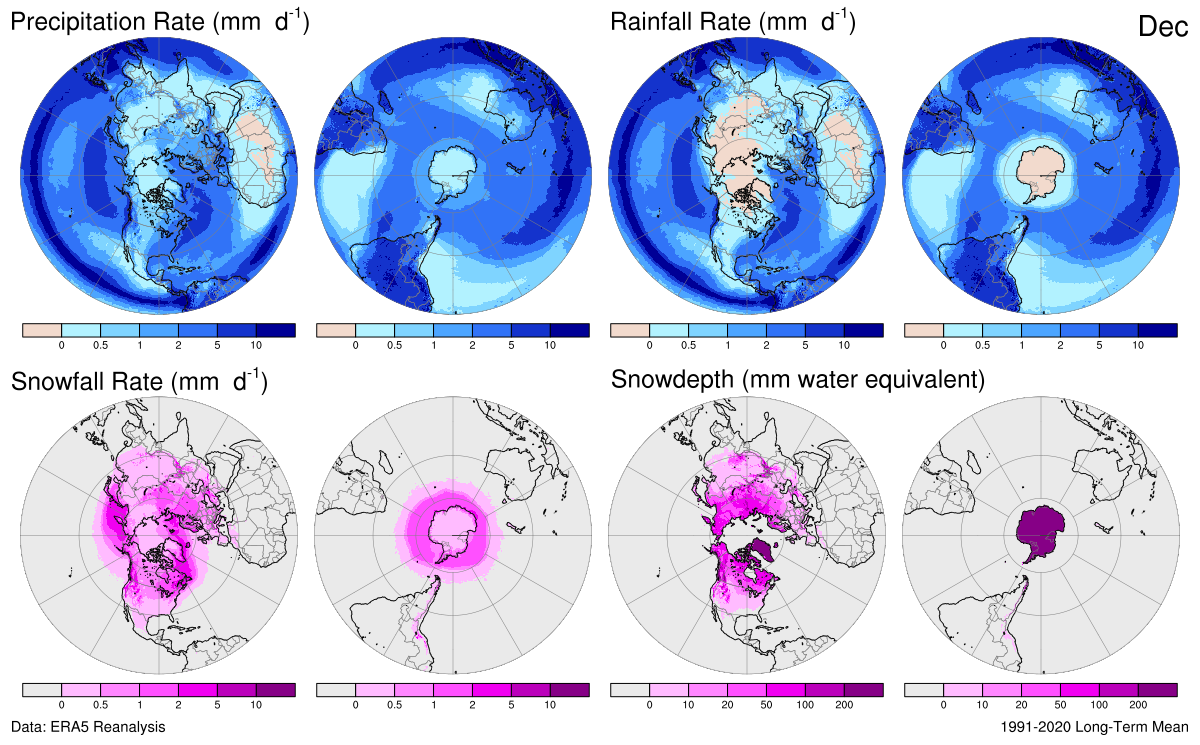 Precipitation Rate (mm d⁻¹)
Rainfall Rate (mm d⁻¹)
Dec
0 0.5 1 2 5 10
0 0.5 1 2 5 10
0 0.5 1 2 5 10
0 0.5 1 2 5 10
Snowfall Rate (mm d⁻¹)
Snowdepth (mm water equivalent)
0 0.5 1 2 5 10
0 0.5 1 2 5 10
0 10 20 50 100 200
0 10 20 50 100 200
Data: ERA5 Reanalysis
1991-2020 Long-Term Mean